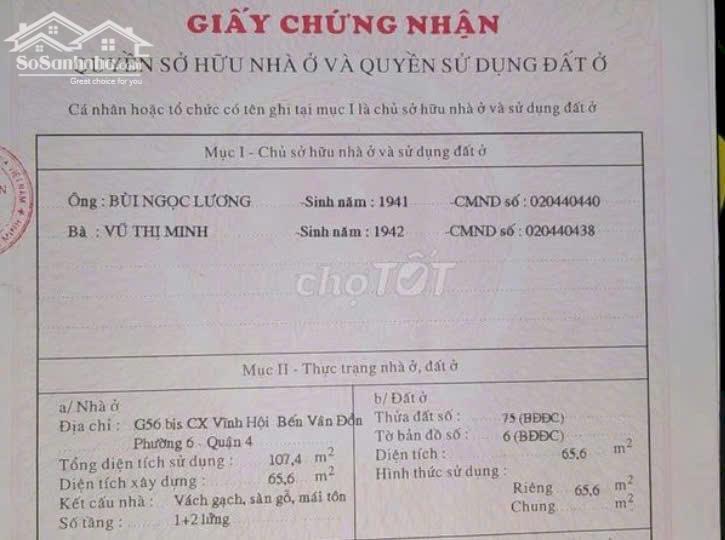 GIẤY CHỨNG NHẬN
SoSanhnha.com
Great choice for you
QUYỀN SỞ HỮU NHÀ Ở VÀ QUYỀN SỬ DỤNG ĐẤT Ở
Cá nhân hoặc tổ chức có tên ghi tại mục I là chủ sở hữu nhà ở và sử dụng đất ở
Mục I - Chủ sở hữu nhà ở và sử dụng đất ở
Ông : BÙI NGỌC LƯƠNG -Sinh năm : 1941 -CMND số : 020440440
Bà : VŨ THỊ MINH -Sinh năm : 1942 -CMND số : 020440438
chợTỐT
Mục II - Thực trạng nhà ở, đất ở
a/ Nhà ở
Địa chỉ : G56 bis CX Vĩnh Hội Bến Vân Đồn
Phường 6 - Quận 4
Tổng diện tích sử dụng : 107,4 m2
Diện tích xây dựng : 65,6 m2
Kết cấu nhà : Vách gạch, sàn gỗ, mái tôn
Số tầng : 1+2 lửng
b/ Đất ở
Thửa đất số : 75 (BĐĐC)
Tờ bản đồ số : 6 (BĐĐC)
Diện tích : 65,6 m2
Hình thức sử dụng :
Riêng 65,6 m2
Chung m2